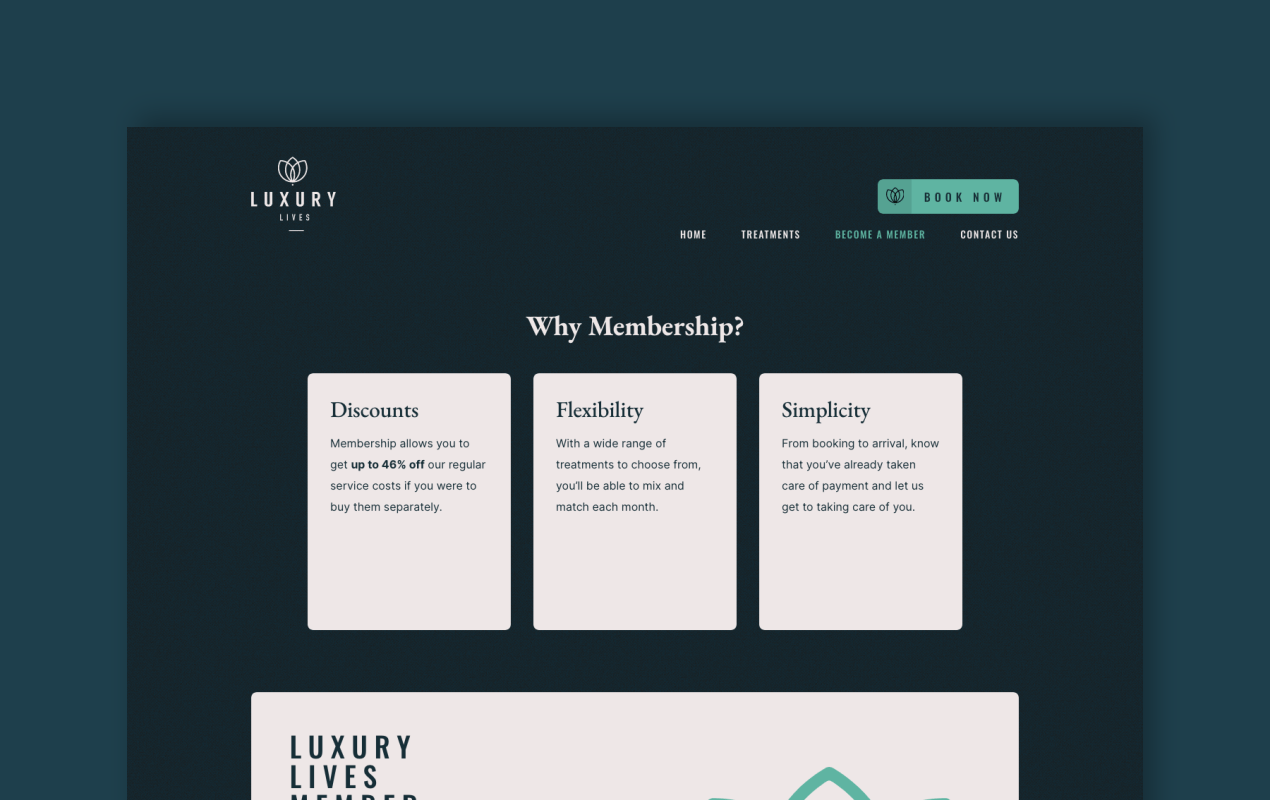 LUXURY
LIVES
BOOK NOW
HOME TREATMENTS BECOME A MEMBER CONTACT US
Why Membership?
Discounts
Membership allows you to
get up to 46% off our regular
service costs if you were to
buy them separately.
Flexibility
With a wide range of
treatments to choose from,
you'll be able to mix and
match each month.
Simplicity
From booking to arrival, know
that you've already taken
care of payment and let us
get to taking care of you.
LUXURY
LIVES
MEMBER